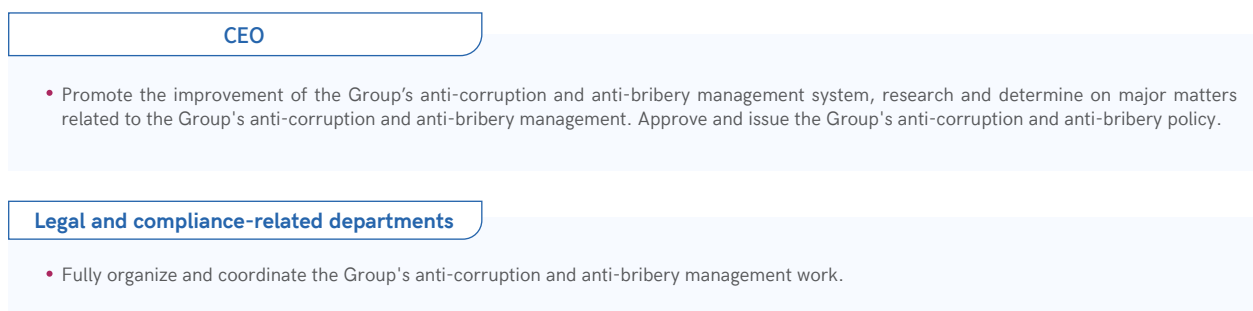 CEO
• Promote the improvement of the Group’s anti-corruption and anti-bribery management system, research and determine on major matters
related to the Group's anti-corruption and anti-bribery management. Approve and issue the Group's anti-corruption and anti-bribery policy.
Legal and compliance-related departments
• Fully organize and coordinate the Group's anti-corruption and anti-bribery management work.